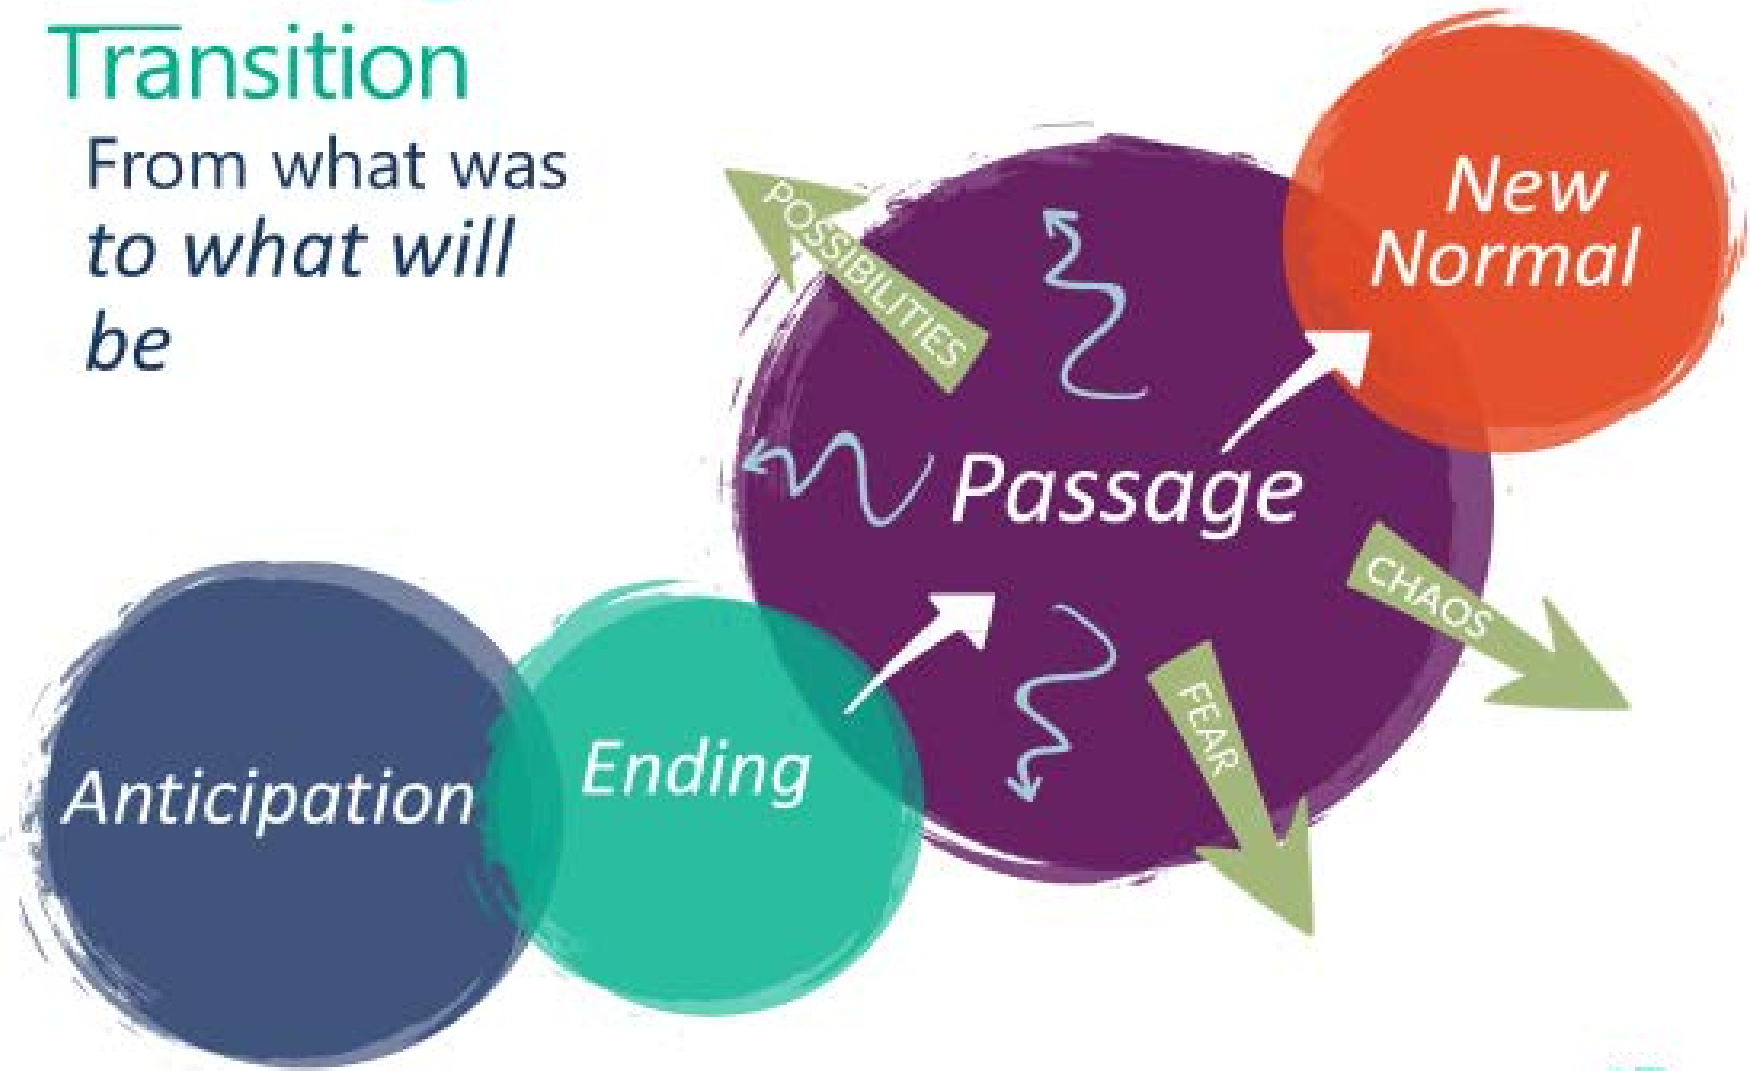 Transition
From what was
to what will
be
New
Normal
POSSIBILITIES
Passage
CHAOS
FEAR
Ending
Anticipation